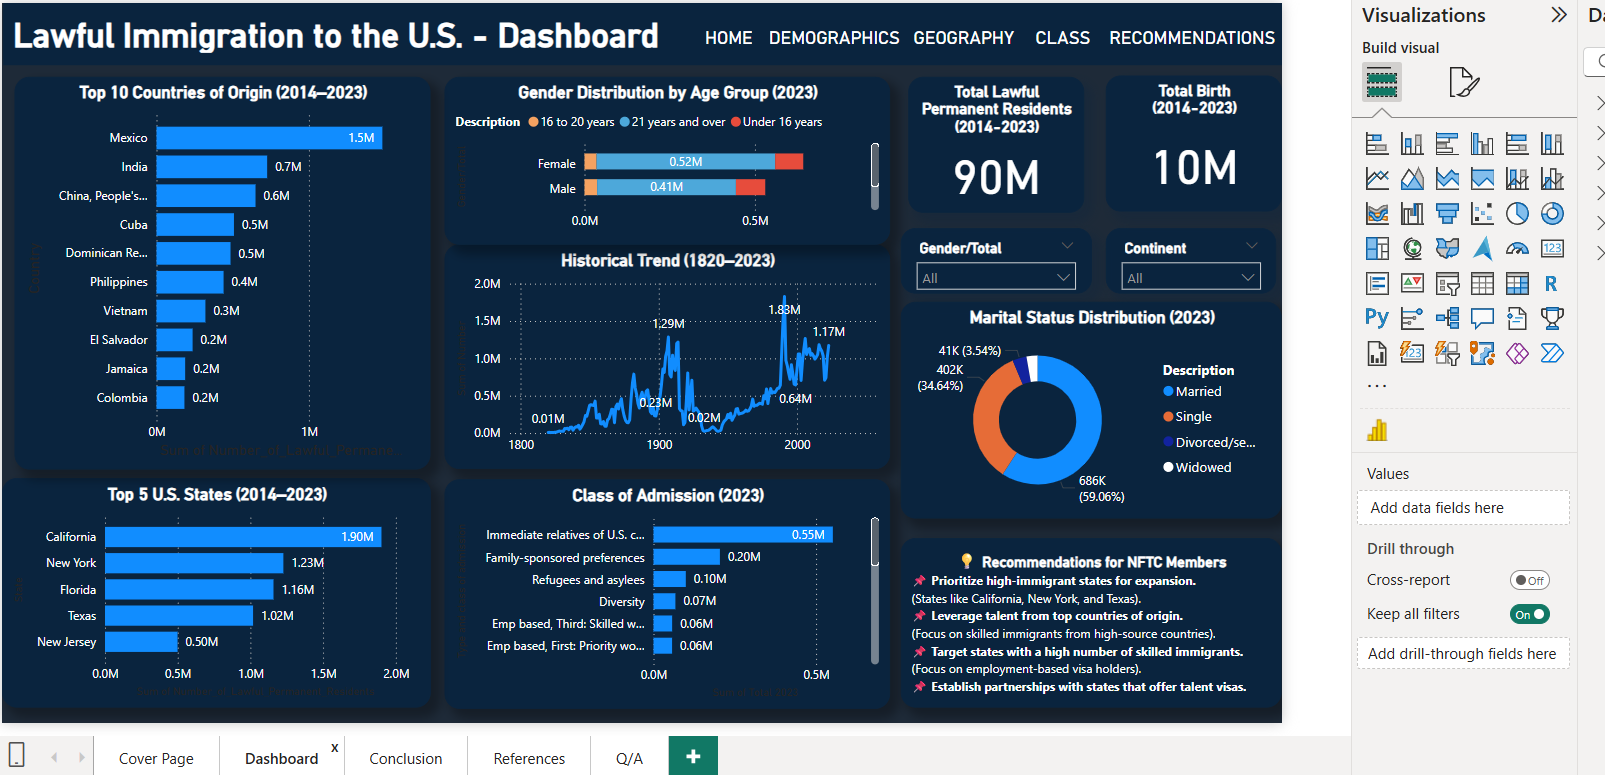 Lawful Immigration to the U.S. - Dashboard
HOME DEMOGRAPHICS GEOGRAPHY CLASS RECOMMENDATIONS
Top 10 Countries of Origin (2014–2023)
Country
Mexico 1.5M
India 0.7M
China, People's... 0.6M
Cuba 0.5M
Dominican Re... 0.5M
Philippines 0.4M
Vietnam 0.3M
El Salvador 0.2M
Jamaica 0.2M
Colombia 0.2M
0M 1M
Sum of Number_of_Lawful_Permane...
Top 5 U.S. States (2014–2023)
California 1.90M
New York 1.23M
Florida 1.16M
Texas 1.02M
New Jersey 0.50M
0.0M 0.5M 1.0M 1.5M 2.0M
Gender Distribution by Age Group (2023)
Description 16 to 20 years 21 years and over Under 16 years
Female 0.52M
Male 0.41M
0.0M 0.5M
Historical Trend (1820–2023)
2.0M
1.5M
1.0M
0.5M
0.0M
0.01M
0.23M
1.29M
0.02M
1.83M
0.64M
1.17M
1800 1900 2000
Class of Admission (2023)
Immediate relatives of U.S. c... 0.55M
Family-sponsored preferences 0.20M
Refugees and asylees 0.10M
Diversity 0.07M
Emp based, Third: Skilled w... 0.06M
Emp based, First: Priority wo... 0.06M
0.0M 0.5M
Total Lawful
Permanent Residents
(2014-2023)
90M
Total Birth
(2014-2023)
10M
Gender/Total
All
Continent
All
Marital Status Distribution (2023)
41K (3.54%)
402K
(34.64%)
686K
(59.06%)
Description
Married
Single
Divorced/se...
Widowed
💡 Recommendations for NFTC Members
📌 Prioritize high-immigrant states for expansion.
(States like California, New York, and Texas).
📌 Leverage talent from top countries of origin.
(Focus on skilled immigrants from high-source countries).
📌 Target states with a high number of skilled immigrants.
(Focus on employment-based visa holders).
📌 Establish partnerships with states that offer talent visas.
Visualizations
Build visual
123
R
Py
123
...
Values
Add data fields here
Drill through
Cross-report Off
Keep all filters On
Add drill-through fields here
Cover Page Dashboard x Conclusion References Q/A +